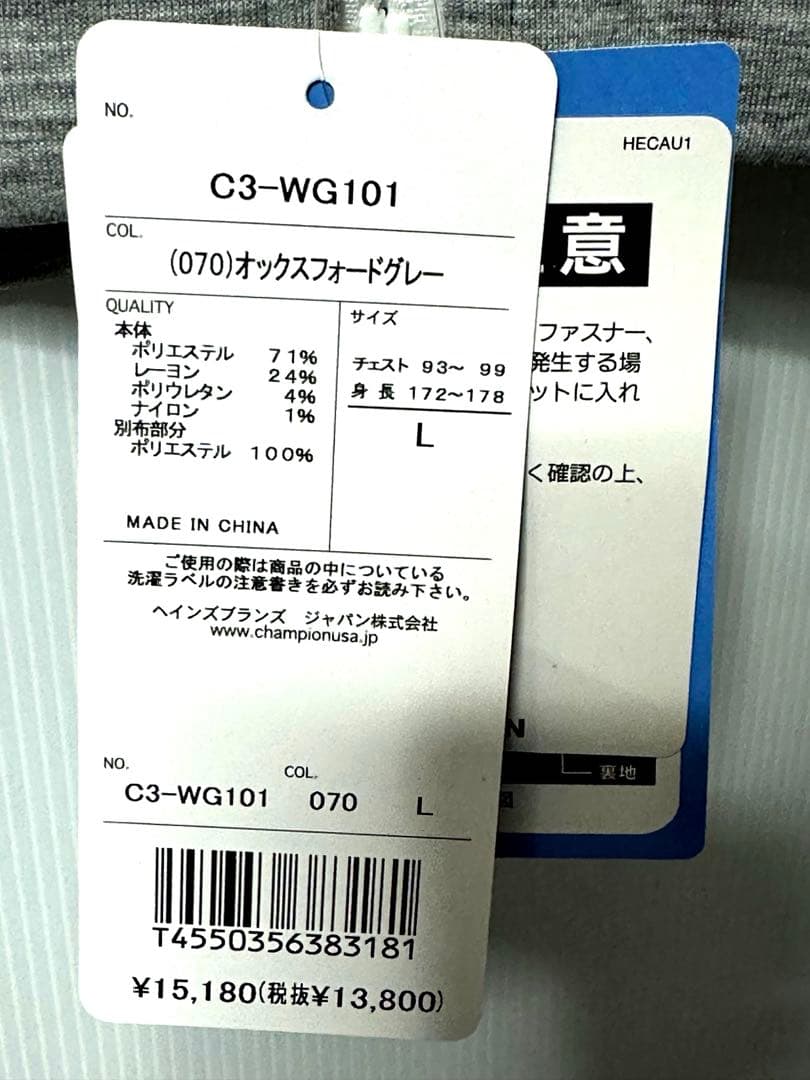 NO.
C3-WG101
COL.
(070)オックスフォードグレー
QUALITY
本体
ポリエステル 71%
レーヨン 24%
ポリウレタン 4%
ナイロン 1%
別布部分
ポリエステル 100%
MADE IN CHINA
サイズ
チェスト 93～ 99
身長 172～178
L
ご使用の際は商品の中についている
洗濯ラベルの注意書きを必ずお読み下さい。
ヘインズブランズ ジャパン株式会社
www.championusa.jp
NO.
COL.
C3-WG101 070 L
T4550356383181
¥15,180(税抜¥13,800)
HECAU1
意
ファスナー、
発生する場
ットに入れ
く確認の上、
N
裏地